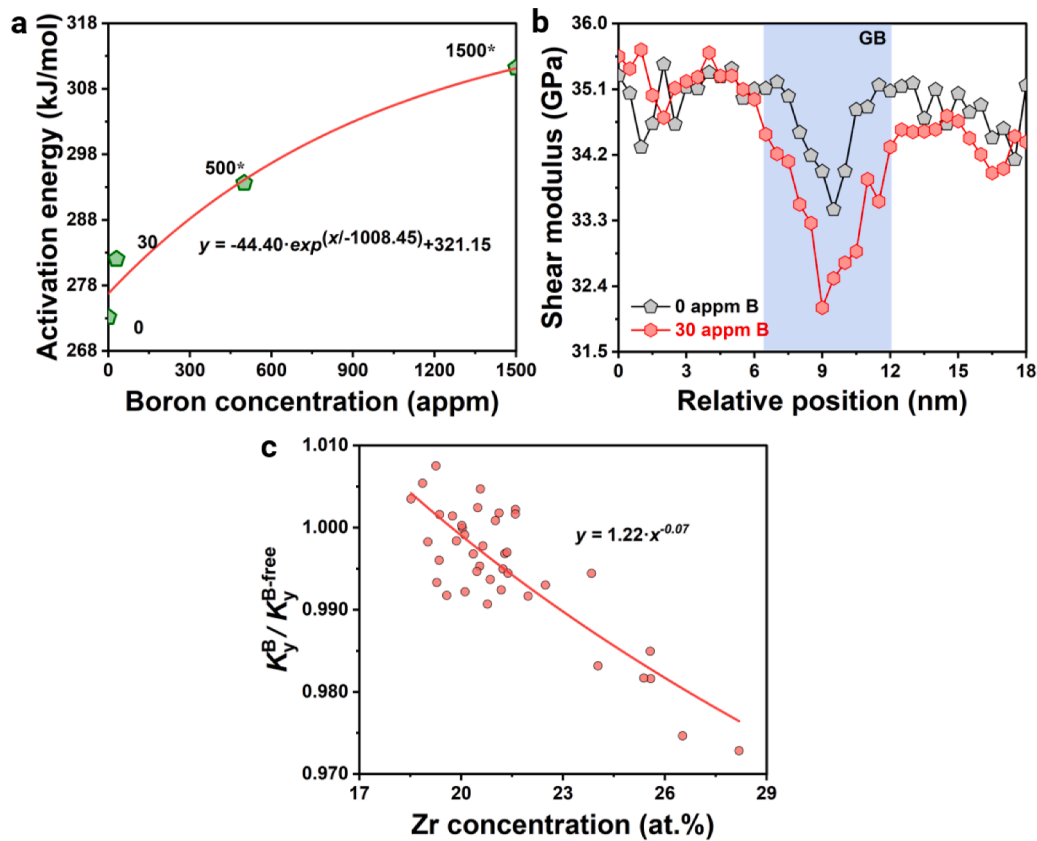 a
Activation energy (kJ/mol)
318
308
298
288
278
268
1500*
500*
30
0
y = -44.40·exp(x/-1008.45)+321.15
0
300
600
900
1200
1500
Boron concentration (appm)
b
Shear modulus (GPa)
36.0
35.1
34.2
33.3
32.4
31.5
GB
0 appm B
30 appm B
0
3
6
9
12
15
18
Relative position (nm)
c
KyB / KyB-free
1.010
1.000
0.990
0.980
0.970
y = 1.22·x-0.07
17
20
23
26
29
Zr concentration (at.%)